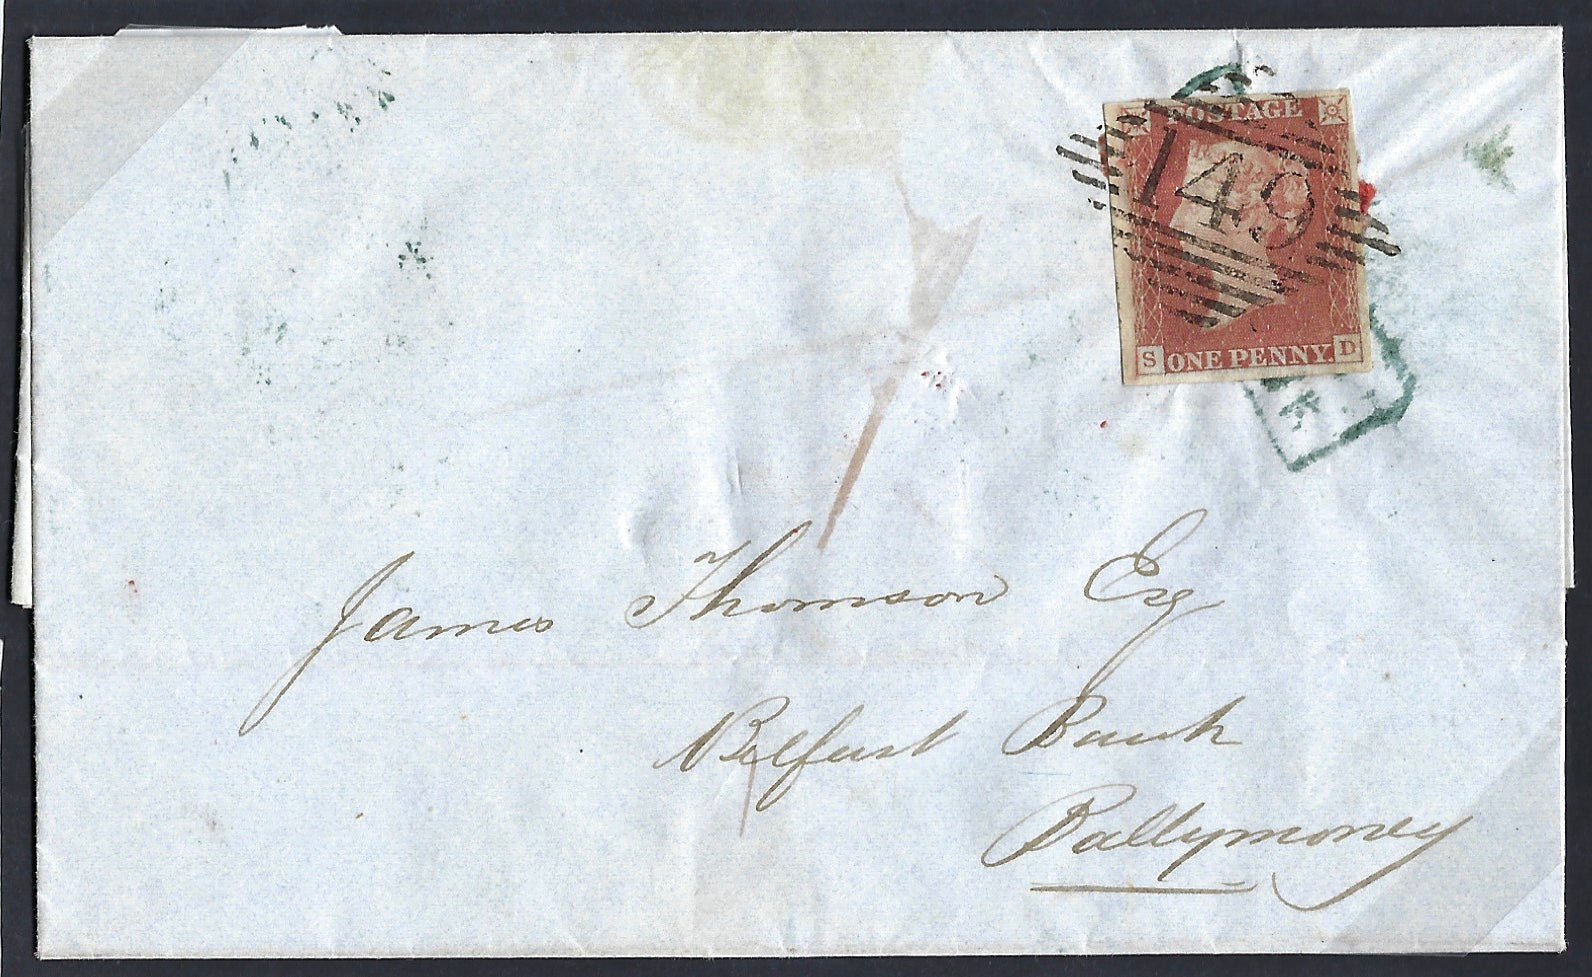 POSTAGE
149
S ONE PENNY D
James Thomson Esq
Belfast Bank
Ballymoney